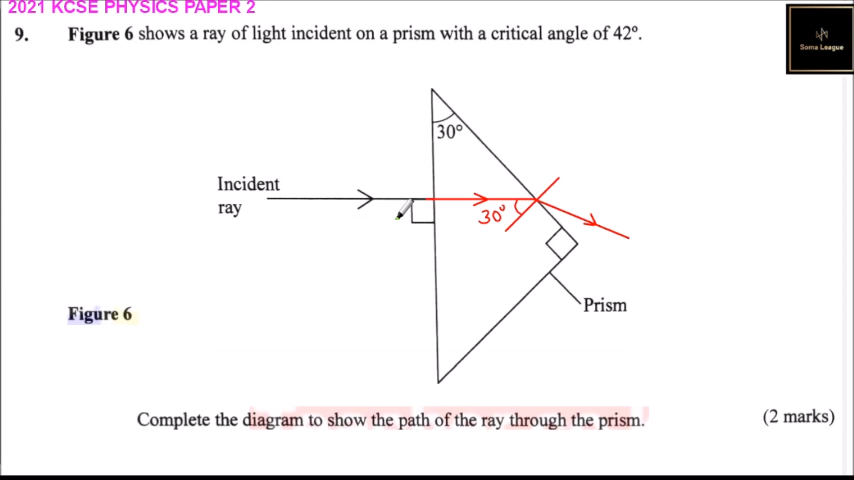 2021 KCSE PHYSICS PAPER 2
9. Figure 6 shows a ray of light incident on a prism with a critical angle of 42°.
Soma League
30°
Incident
ray
30°
Prism
Figure 6
Complete the diagram to show the path of the ray through the prism. (2 marks)